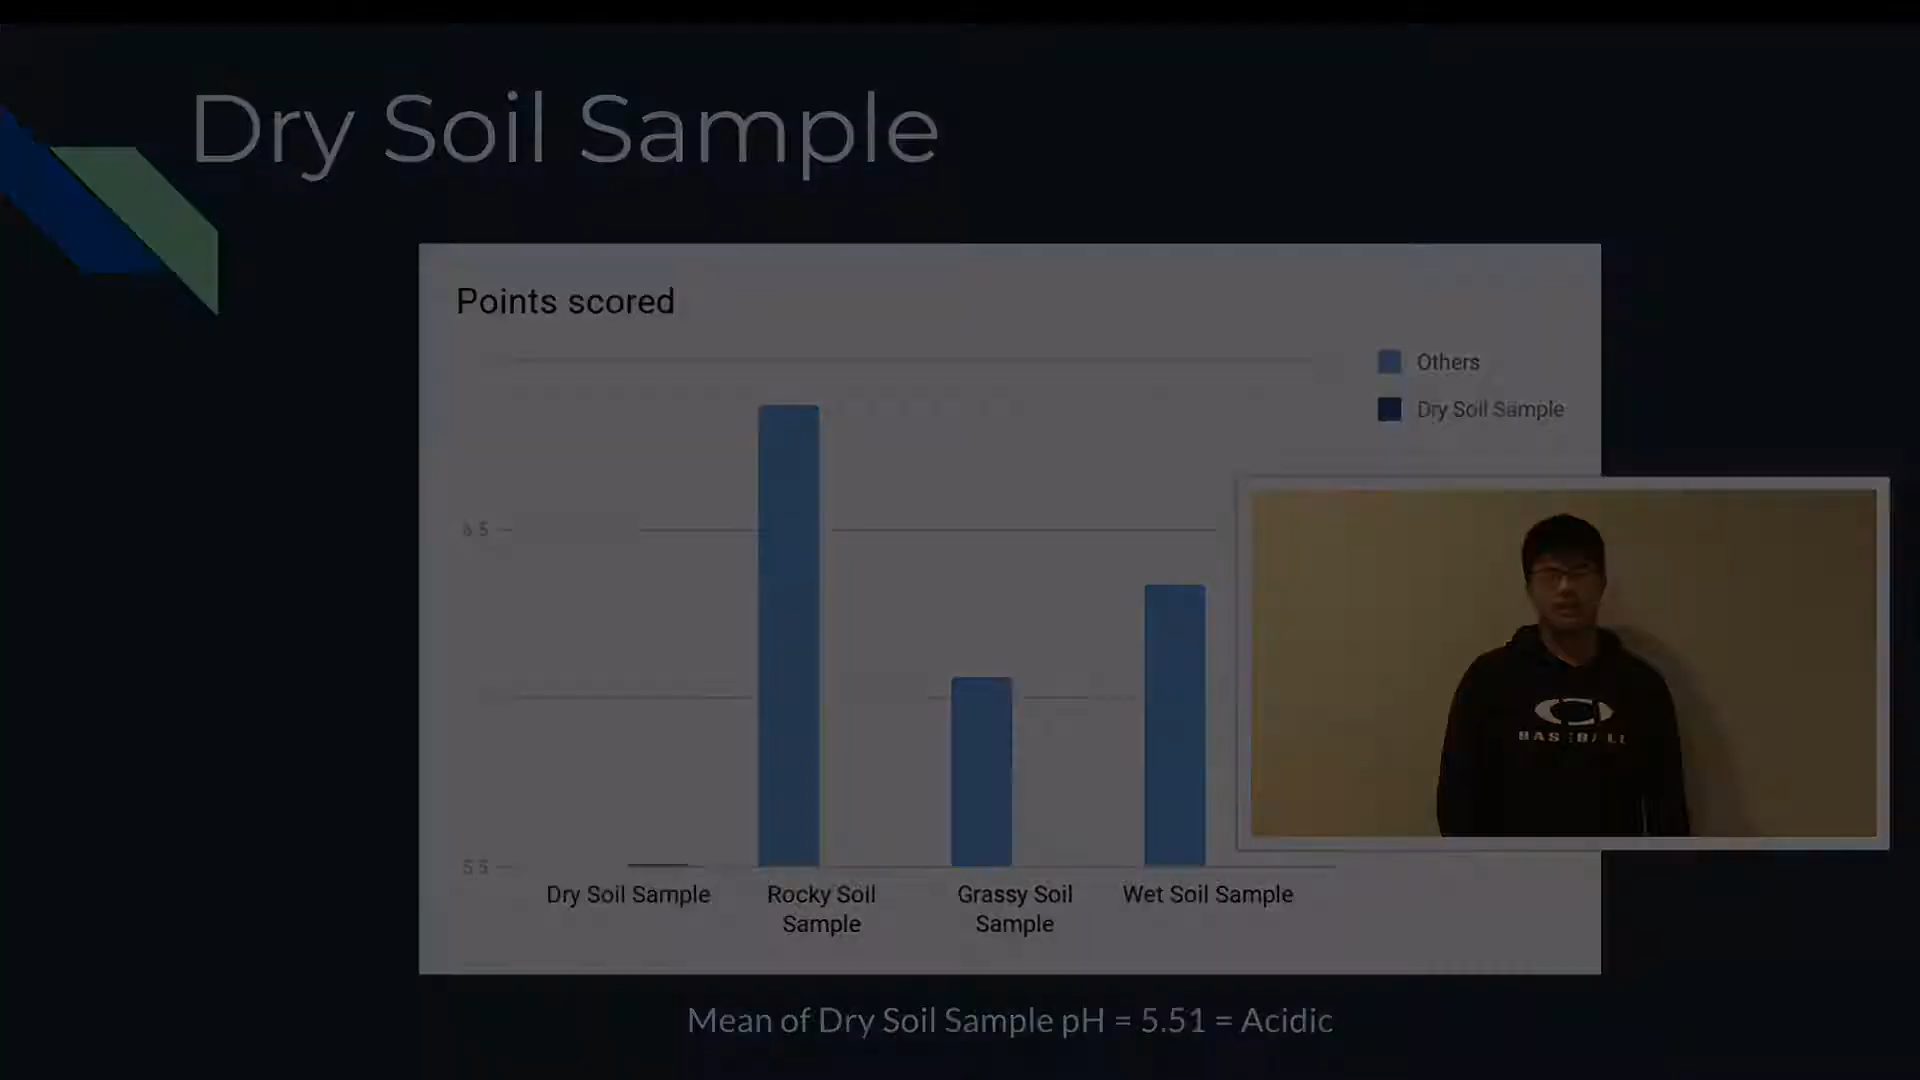 Dry Soil Sample
Points scored
Others
Dry Soil Sample
6.5
5.5
Dry Soil Sample
Rocky Soil
Sample
Grassy Soil
Sample
Wet Soil Sample
BASEBALL
Mean of Dry Soil Sample pH = 5.51 = Acidic